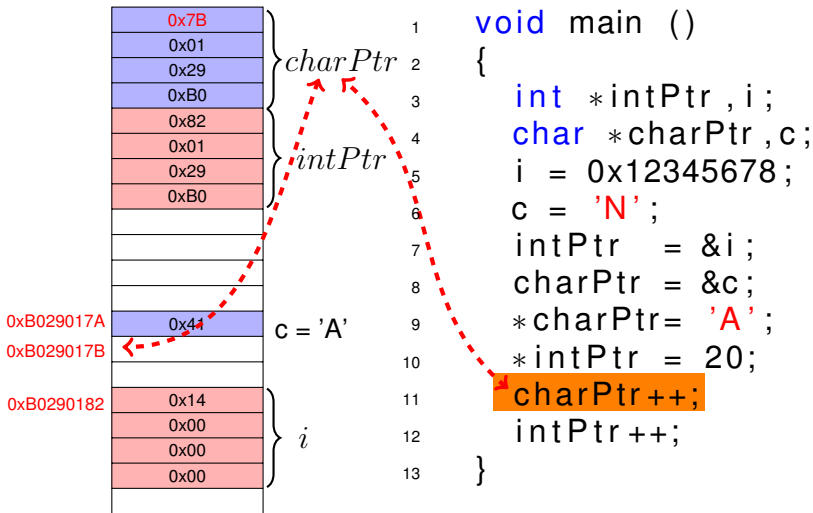 0x7B
0x01
0x29
0xB0
charPtr
0x82
0x01
0x29
0xB0
intPtr
0xB029017A
0x41
c = 'A'
0xB029017B
0xB0290182
0x14
0x00
0x00
0x00
i
1 void main ()
2 {
3 int *intPtr ,i;
4 char *charPtr ,c;
5 i = 0x12345678;
6 c = 'N';
7 intPtr = &i;
8 charPtr = &c;
9 *charPtr= 'A';
10 *intPtr = 20;
11 charPtr++;
12 intPtr++;
13 }